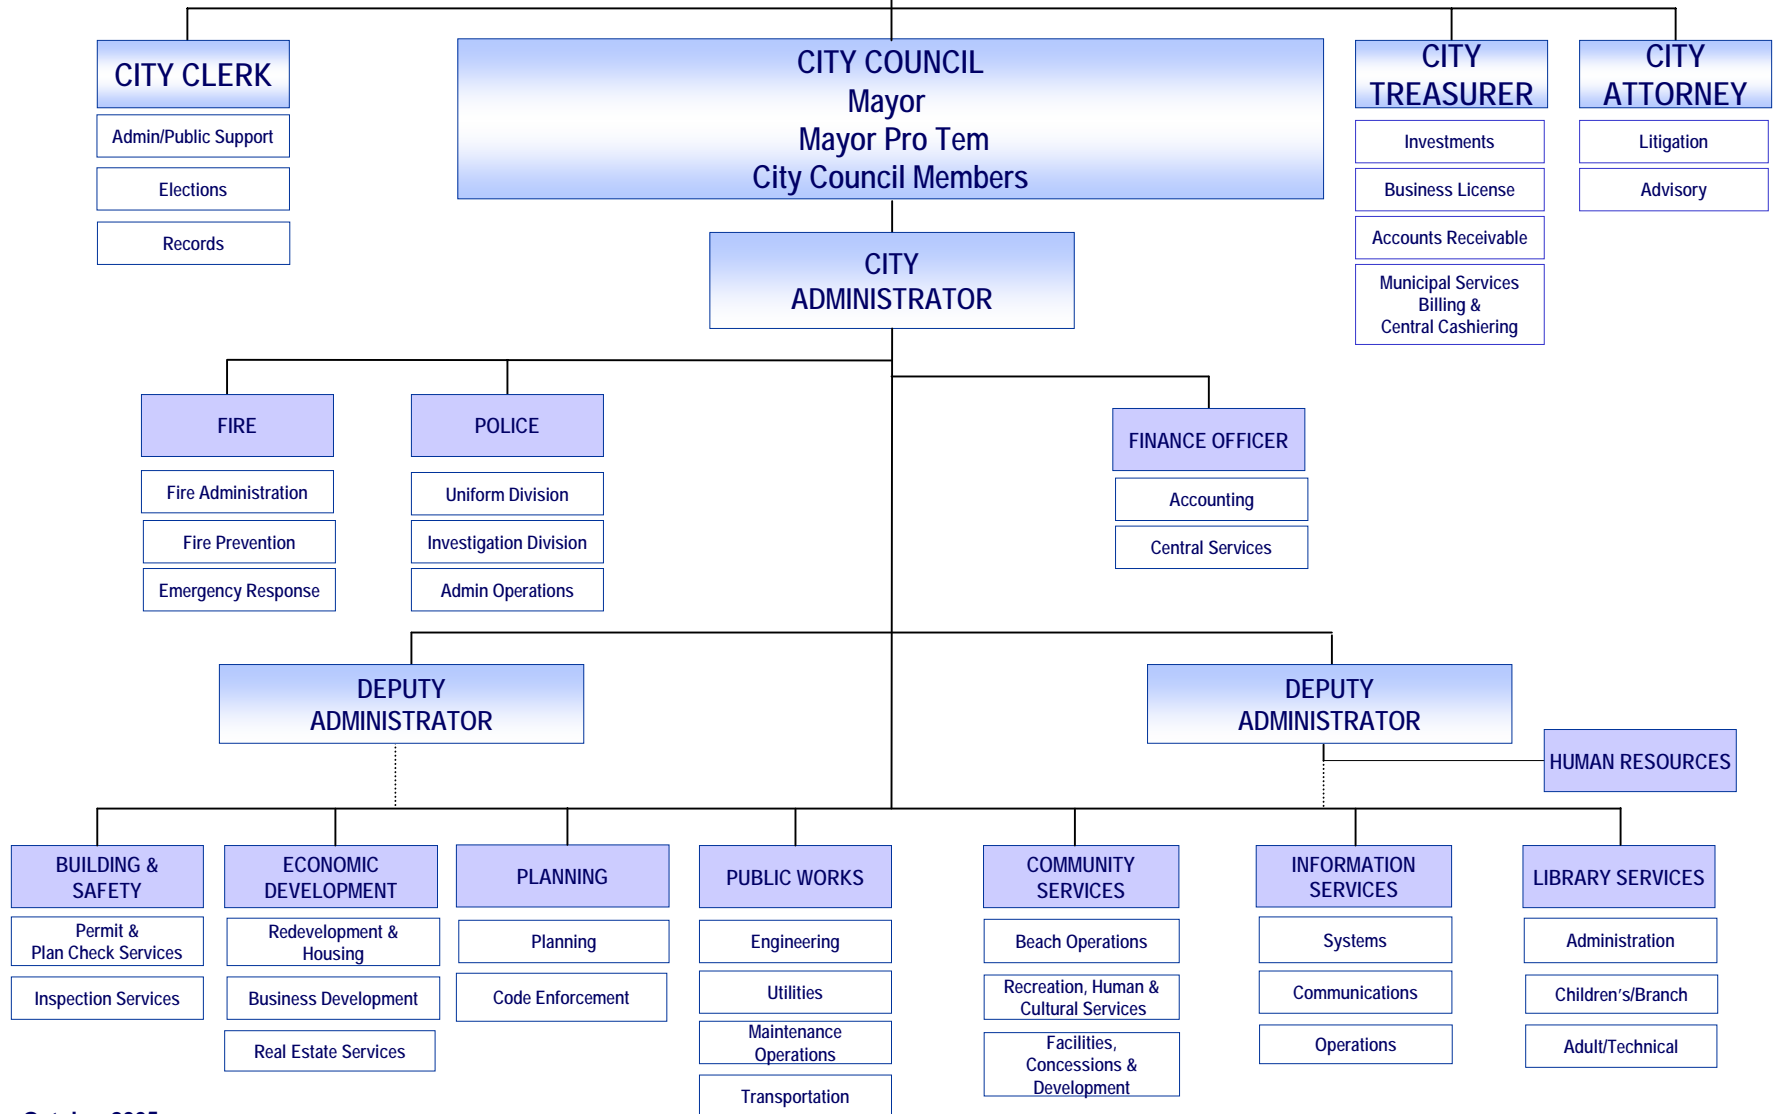 CITY CLERK
Admin/Public Support
Elections
Records
CITY COUNCIL
Mayor
Mayor Pro Tem
City Council Members
CITY
TREASURER
Investments
Business License
Accounts Receivable
Municipal Services
Billing &
Central Cashiering
CITY
ATTORNEY
Litigation
Advisory
CITY
ADMINISTRATOR
FIRE
Fire Administration
Fire Prevention
Emergency Response
POLICE
Uniform Division
Investigation Division
Admin Operations
FINANCE OFFICER
Accounting
Central Services
DEPUTY
ADMINISTRATOR
DEPUTY
ADMINISTRATOR
HUMAN RESOURCES
BUILDING &
SAFETY
Permit &
Plan Check Services
Inspection Services
ECONOMIC
DEVELOPMENT
Redevelopment &
Housing
Business Development
Real Estate Services
PLANNING
Planning
Code Enforcement
PUBLIC WORKS
Engineering
Utilities
Maintenance
Operations
Transportation
COMMUNITY
SERVICES
Beach Operations
Recreation, Human &
Cultural Services
Facilities,
Concessions &
Development
INFORMATION
SERVICES
Systems
Communications
Operations
LIBRARY SERVICES
Administration
Children's/Branch
Adult/Technical